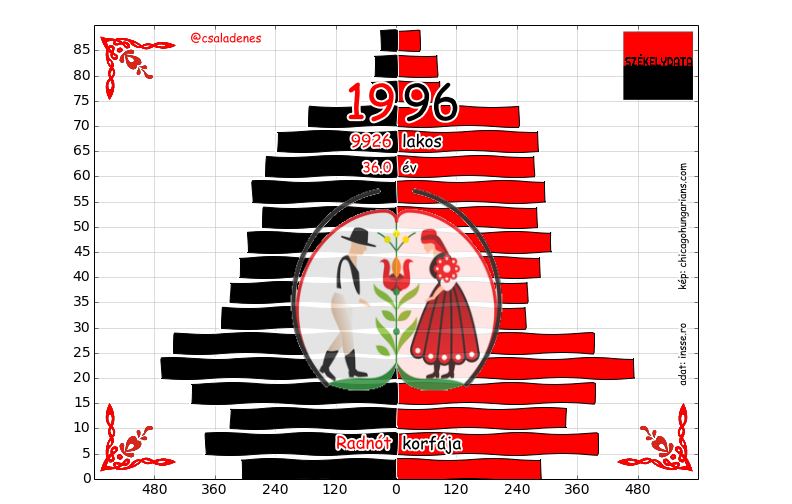 @csaladenes
SZÉKELYDATA
1996
9926 lakos
36.0 év
kép: chicagohungarians.com
adat: insse.ro
Radnót korfája
85
80
75
70
65
60
55
50
45
40
35
30
25
20
15
10
5
0
480 360 240 120 0 120 240 360 480